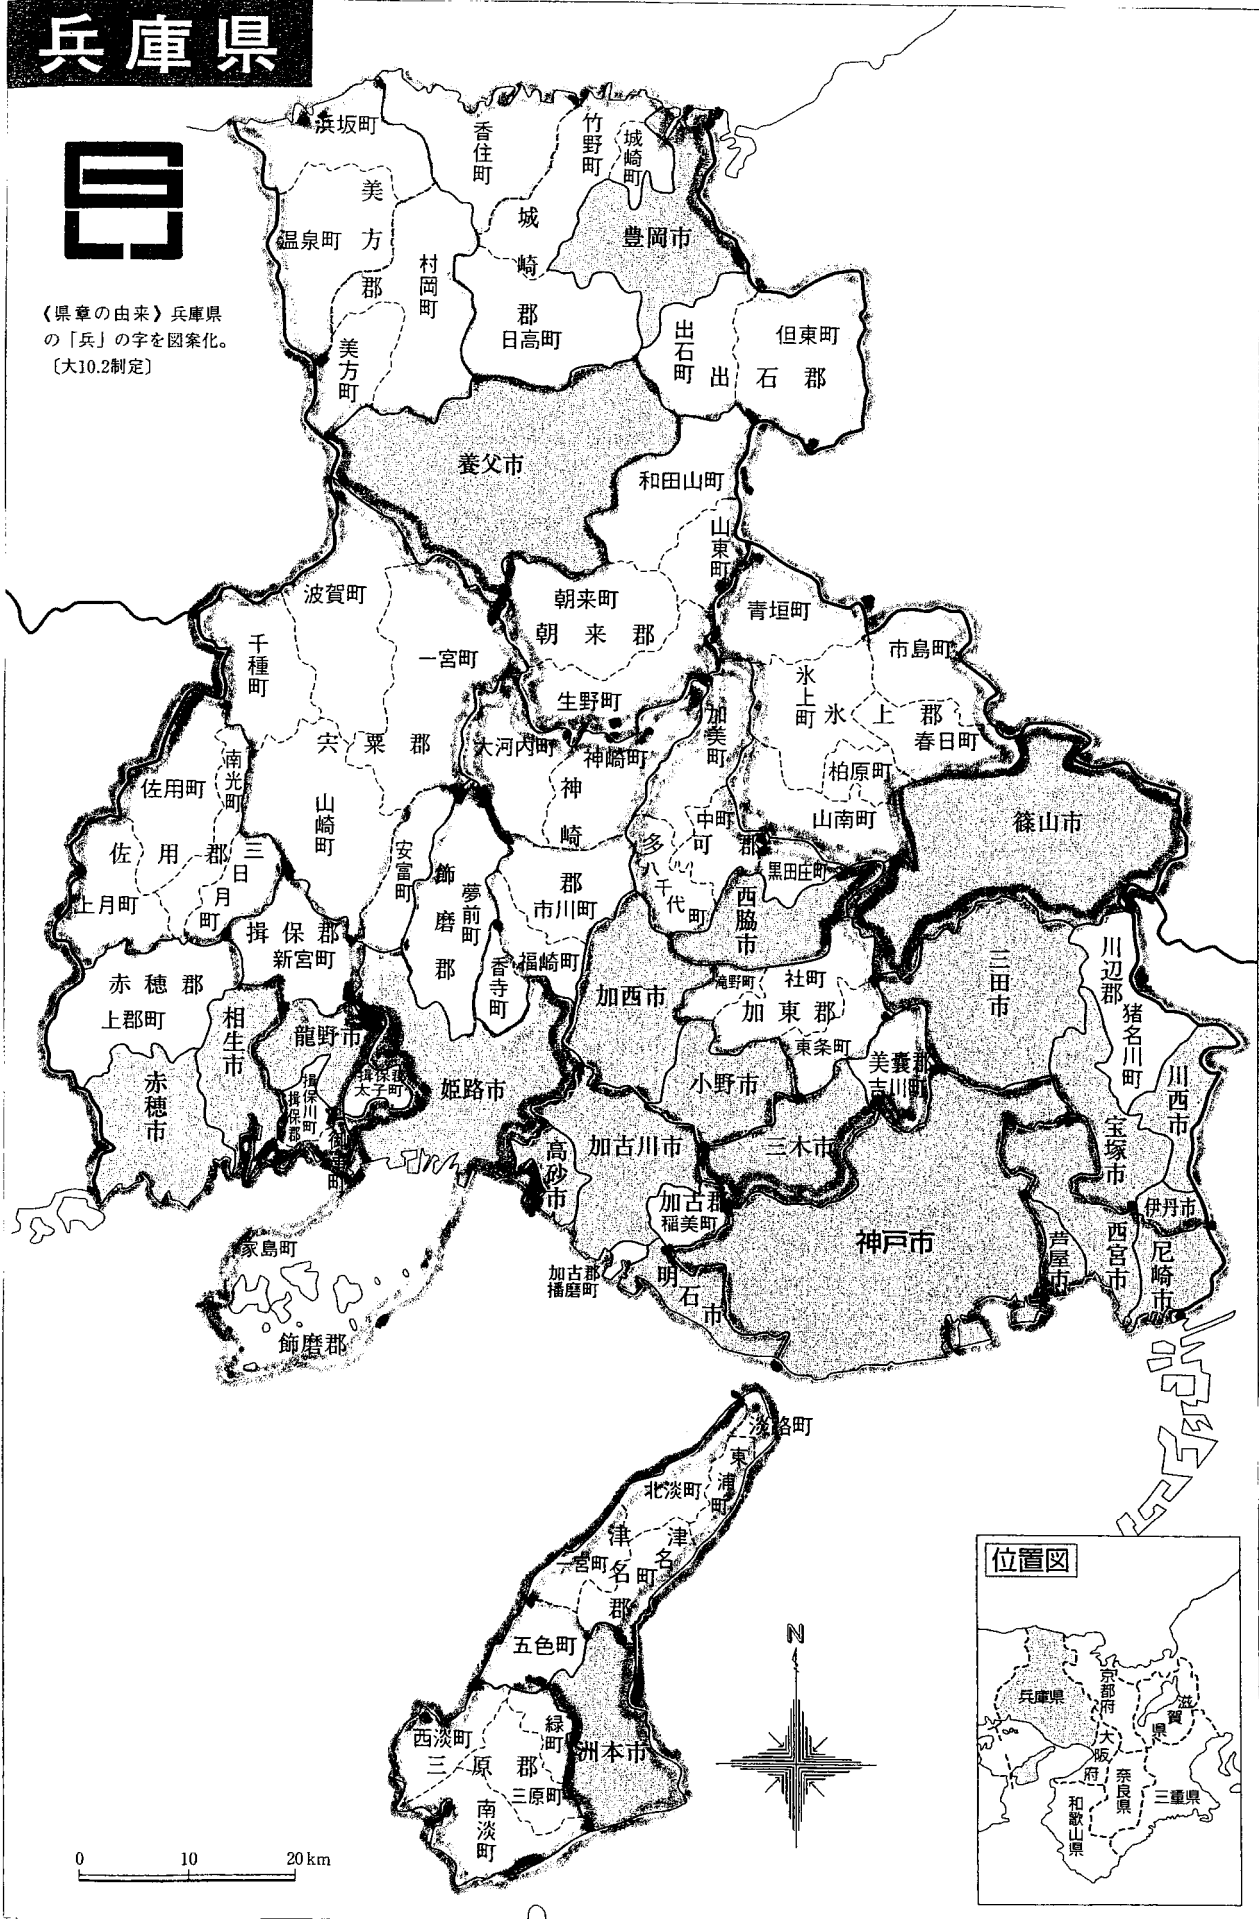 兵庫県
《県章の由来》兵庫県
の「兵」の字を図案化。
〔大10.2制定〕
浜坂町
香住町
竹野町
城崎町
美方郡
温泉町
村岡町
美方町
城崎郡
豊岡市
日高町
出石町
但東町
出石郡
養父市
和田山町
山東町
朝来町
朝来郡
生野町
波賀町
千種町
一宮町
宍粟郡
山崎町
青垣町
市島町
氷上町
氷上郡
春日町
柏原町
山南町
篠山市
大河内町
神崎町
神崎郡
市川町
福崎町
加美町
中町
多可郡
八千代町
黒田庄町
西脇市
南光町
佐用町
佐用郡
三日月町
上月町
安富町
飾磨郡
夢前町
香寺町
揖保郡
新宮町
赤穂郡
上郡町
相生市
赤穂市
龍野市
揖保川町
揖保郡
揖保郡
太子町
御津町
姫路市
加西市
滝野町
社町
加東郡
東条町
小野市
美嚢郡
吉川町
三木市
三田市
川辺郡
猪名川町
川西市
宝塚市
伊丹市
西宮市
尼崎市
芦屋市
神戸市
加古川市
高砂市
加古郡
稲美町
加古郡
播磨町
明石市
家島町
飾磨郡
淡路町
東浦町
北淡町
津名町
一宮町
津名郡
五色町
洲本市
緑町
西淡町
三原郡
三原町
南淡町
0 10 20km
N
位置図
兵庫県
京都府
滋賀県
大阪府
奈良県
三重県
和歌山県